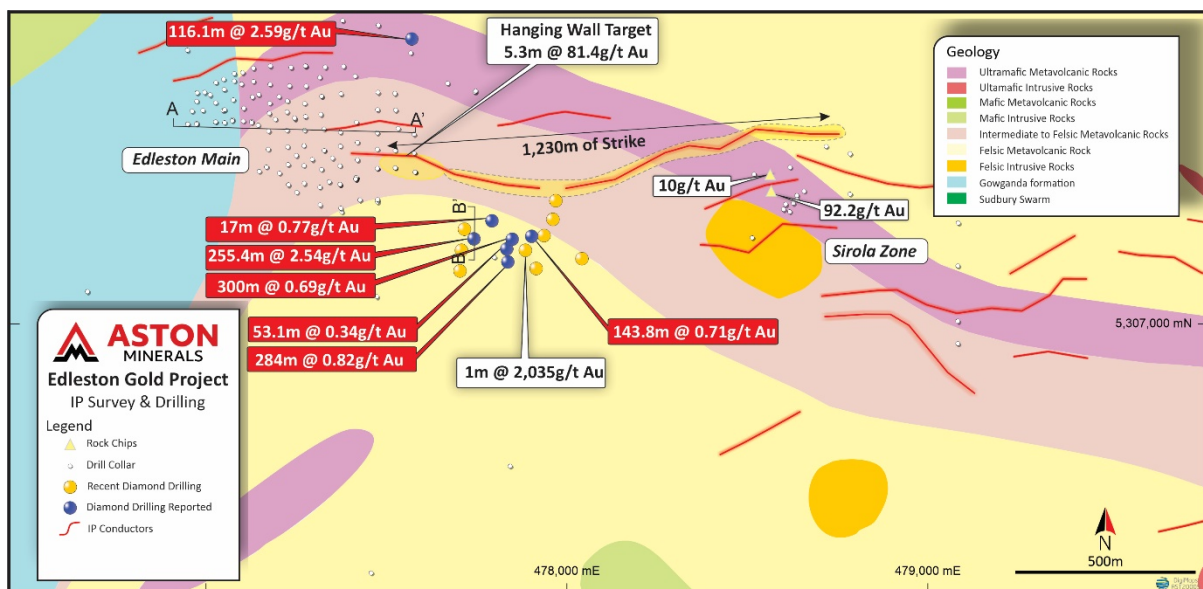 116.1m @ 2.59g/t Au
Hanging Wall Target
5.3m @ 81.4g/t Au
A
A'
1,230m of Strike
Edleston Main
10g/t Au
92.2g/t Au
Sirola Zone
B'
B
17m @ 0.77g/t Au
255.4m @ 2.54g/t Au
300m @ 0.69g/t Au
53.1m @ 0.34g/t Au
284m @ 0.82g/t Au
143.8m @ 0.71g/t Au
1m @ 2,035g/t Au
Geology
Ultramafic Metavolcanic Rocks
Ultamafic Intrusive Rocks
Mafic Metavolcanic Rocks
Mafic Intrusive Rocks
Intermediate to Felsic Metavolcanic Rocks
Felsic Metavolcanic Rock
Felsic Intrusive Rocks
Gowganda formation
Sudbury Swarm
5,307,000 mN
ASTON
MINERALS
Edleston Gold Project
IP Survey & Drilling
Legend
Rock Chips
Drill Collar
Recent Diamond Drilling
Diamond Drilling Reported
IP Conductors
478,000 mE
479,000 mE
N
500m